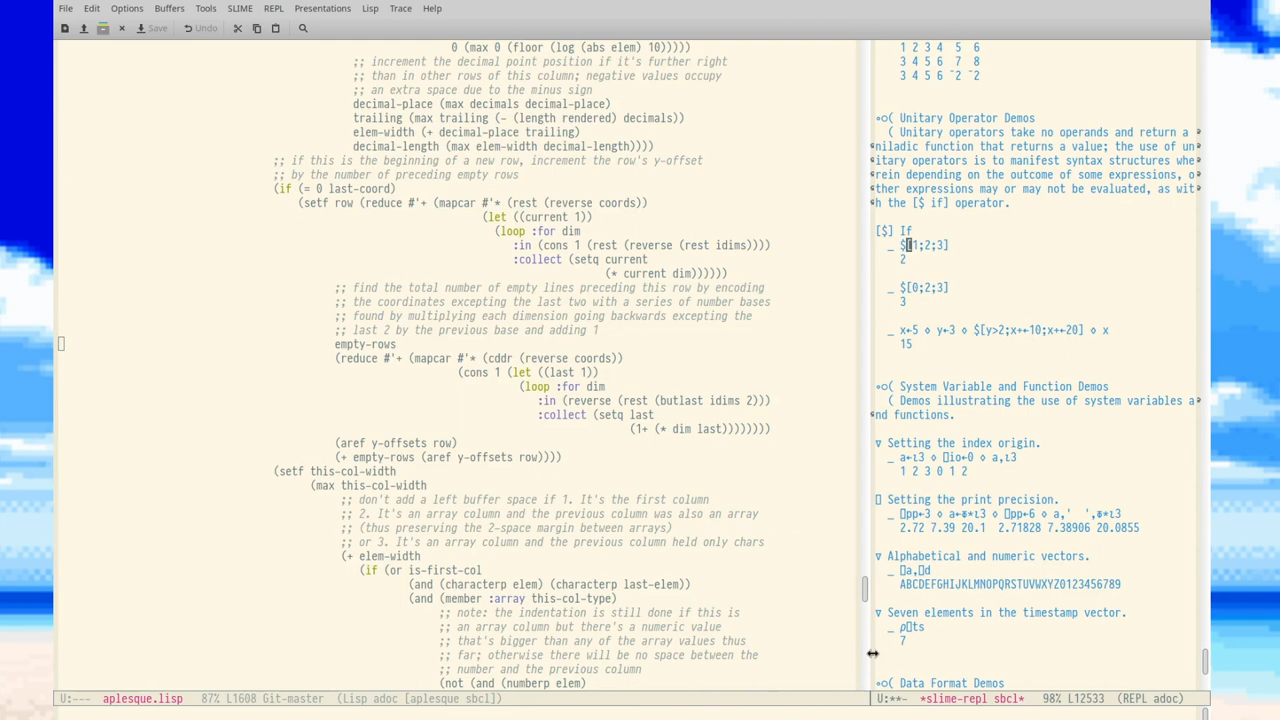 File Edit Options Buffers Tools SLIME REPL Presentations Lisp Trace Help
Save Undo
0 (max 0 (floor (log (abs elem) 10)))))
;; increment the decimal point position if it's further right
;; than in other rows of this column; negative values occupy
;; an extra space due to the minus sign
decimal-place (max decimals decimal-place)
trailing (max trailing (- (length rendered) decimals))
elem-width (+ decimal-place trailing)
decimal-length (max elem-width decimal-length))))
;; if this is the beginning of a new row, increment the row's y-offset
;; by the number of preceding empty rows
(if (= 0 last-coord)
(setf row (reduce #'+ (mapcar #'* (rest (reverse coords))
(let ((current 1))
(loop :for dim
:in (cons 1 (rest (reverse (rest idims))))
:collect (setq current
(* current dim))))))
;; find the total number of empty lines preceding this row by encoding
;; the coordinates excepting the last two with a series of number bases
;; found by multiplying each dimension going backwards excepting the
;; last 2 by the previous base and adding 1
empty-rows
(reduce #'+ (mapcar #'* (cddr (reverse coords))
(cons 1 (let ((last 1))
(loop :for dim
:in (reverse (rest (butlast idims 2)))
:collect (setq last
(1+ (* dim last))))))))
(aref y-offsets row)
(+ empty-rows (aref y-offsets row))))
(setf this-col-width
(max this-col-width
;; don't add a left buffer space if 1. It's the first column
;; 2. It's an array column and the previous column was also an array
;; (thus preserving the 2-space margin between arrays)
;; or 3. It's an array column and the previous column held only chars
(+ elem-width
(if (or is-first-col
(and (characterp elem) (characterp last-elem))
(and (member :array this-col-type)
;; note: the indentation is still done if this is
;; an array column but there's a numeric value
;; that's bigger than any of the array values thus
;; far; otherwise there will be no space between the
;; number and the previous column
(not (and (numberp elem)
U:--- aplesque.lisp 87% L1608 Git-master (Lisp adoc [aplesque sbcl])
1 2 3 4 5 6
3 4 5 6 7 8
3 4 5 6 ¯2 ¯2
∘○( Unitary Operator Demos
( Unitary operators take no operands and return a
niladic function that returns a value; the use of un
itary operators is to manifest syntax structures whe
rein depending on the outcome of some expressions, o
ther expressions may or may not be evaluated, as wit
h the [$ if] operator.
[$] If
_ $[1;2;3]
2
_ $[0;2;3]
3
_ x←5 ◊ y←3 ◊ $[y>2;x+←10;x+←20] ◊ x
15
∘○( System Variable and Function Demos
( Demos illustrating the use of system variables a
nd functions.
∇ Setting the index origin.
_ a←⍳3 ◊ ⎕io←0 ◊ a,⍳3
1 2 3 0 1 2
⎕ Setting the print precision.
_ ⎕pp←3 ◊ a←⍕*⍳3 ◊ ⎕pp←6 ◊ a,' ',⍕*⍳3
2.72 7.39 20.1 2.71828 7.38906 20.0855
∇ Alphabetical and numeric vectors.
_ ⎕a,⎕d
ABCDEFGHIJKLMNOPQRSTUVWXYZ0123456789
∇ Seven elements in the timestamp vector.
_ ⍴⎕ts
7
∘○( Data Format Demos
U:**- *slime-repl sbcl* 98% L12533 (REPL adoc)